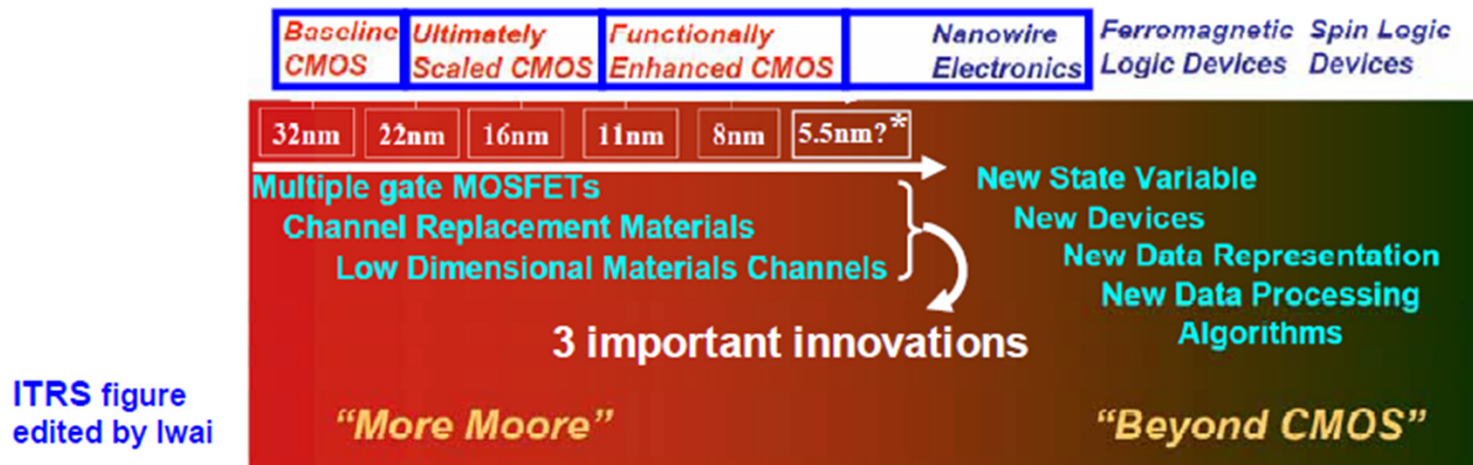 Baseline CMOS
Ultimately Scaled CMOS
Functionally Enhanced CMOS
Nanowire Electronics
Ferromagnetic Logic Devices
Spin Logic Devices
32nm
22nm
16nm
11nm
8nm
5.5nm?*
Multiple gate MOSFETs
Channel Replacement Materials
Low Dimensional Materials Channels
3 important innovations
New State Variable
New Devices
New Data Representation
New Data Processing
Algorithms
ITRS figure
edited by Iwai
“More Moore”
“Beyond CMOS”